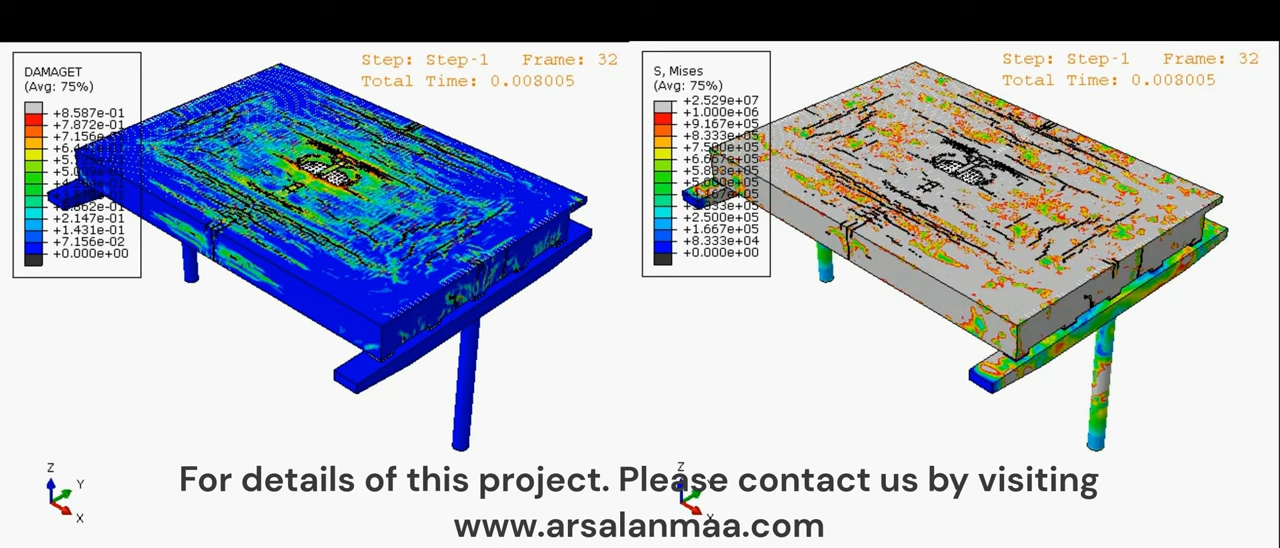 DAMAGET
(Avg: 75%)
+8.587e-01
+7.872e-01
+7.156e-01
+2.147e-01
+1.431e-01
+7.156e-02
+0.000e+00
Step: Step-1 Frame: 32
Total Time: 0.008005
Z
Y
X
S, Mises
(Avg: 75%)
+2.529e+07
+1.000e+06
+9.167e+05
+8.333e+05
+7.500e+05
+6.667e+05
+5.833e+05
+2.500e+05
+1.667e+05
+8.333e+04
+0.000e+00
Step: Step-1 Frame: 32
Total Time: 0.008005
Z
X
For details of this project. Please contact us by visiting
www.arsalanmaa.com